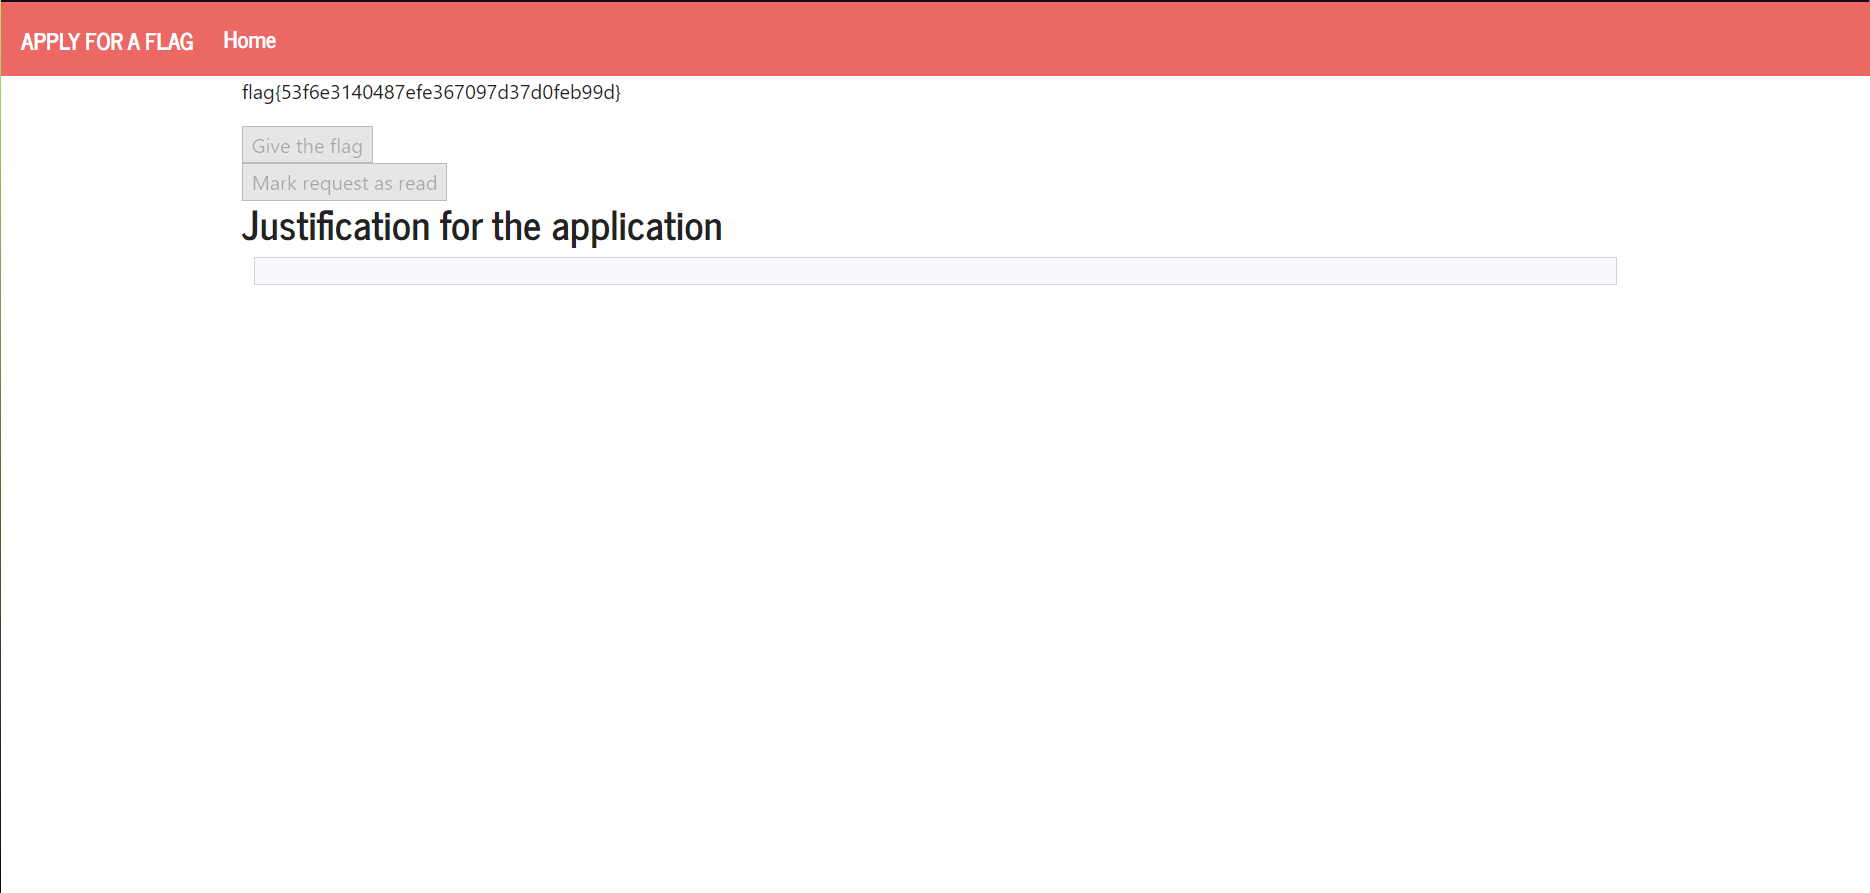 APPLY FOR A FLAG Home
flag{53f6e3140487efe367097d37d0feb99d}
Give the flag
Mark request as read
Justification for the application